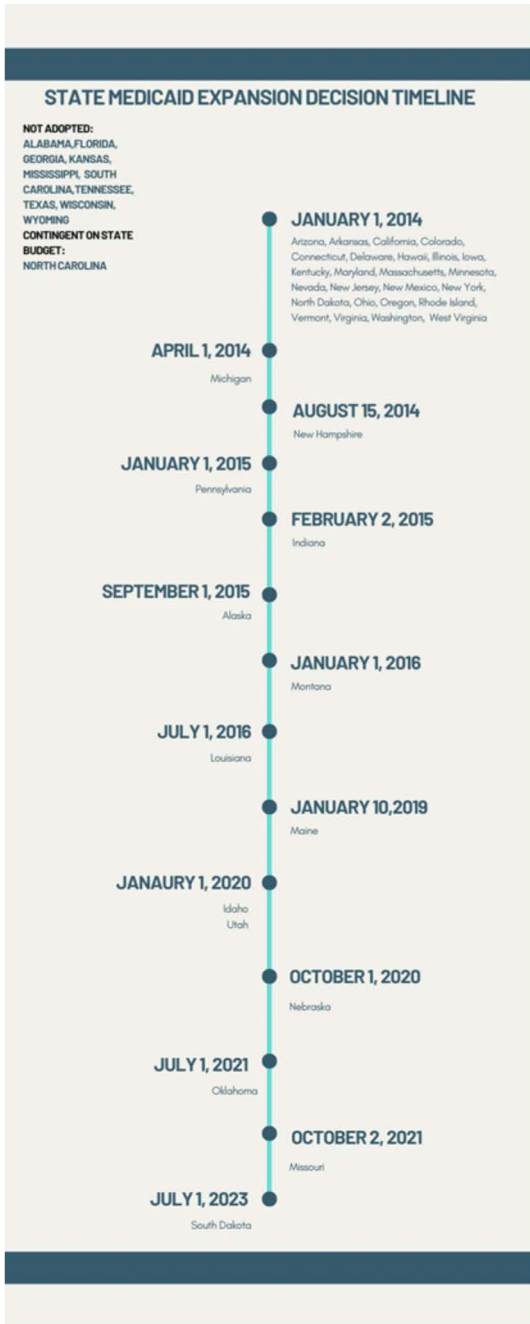 STATE MEDICAID EXPANSION DECISION TIMELINE
NOT ADOPTED:
ALABAMA,FLORIDA,
GEORGIA, KANSAS,
MISSISSIPPI, SOUTH
CAROLINA,TENNESSEE,
TEXAS, WISCONSIN,
WYOMING
CONTINGENT ON STATE
BUDGET:
NORTH CAROLINA
JANUARY 1, 2014
Arizona, Arkansas, California, Colorado,
Connecticut, Delaware, Hawaii, Illinois, Iowa,
Kentucky, Maryland, Massachusetts, Minnesota,
Nevada, New Jersey, New Mexico, New York,
North Dakota, Ohio, Oregon, Rhode Island,
Vermont, Virginia, Washington, West Virginia
APRIL 1, 2014
Michigan
AUGUST 15, 2014
New Hampshire
JANUARY 1, 2015
Pennsylvania
FEBRUARY 2, 2015
Indiana
SEPTEMBER 1, 2015
Alaska
JANUARY 1, 2016
Montana
JULY 1, 2016
Louisiana
JANUARY 10,2019
Maine
JANAURY 1, 2020
Idaho
Utah
OCTOBER 1, 2020
Nebraska
JULY 1, 2021
Oklahoma
OCTOBER 2, 2021
Missouri
JULY 1, 2023
South Dakota